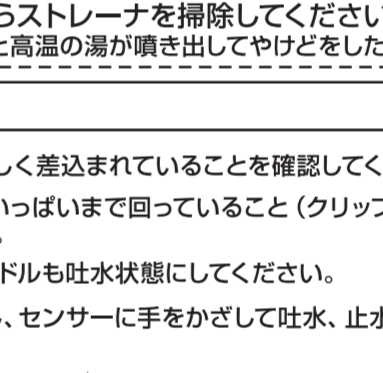 らストレーナを掃除してください
と高温の湯が噴き出してやけどをした
しく差込まれていることを確認してく
いっぱいまで回っていること（クリップ
。
ドルも吐水状態にしてください。
、センサーに手をかざして吐水、止水